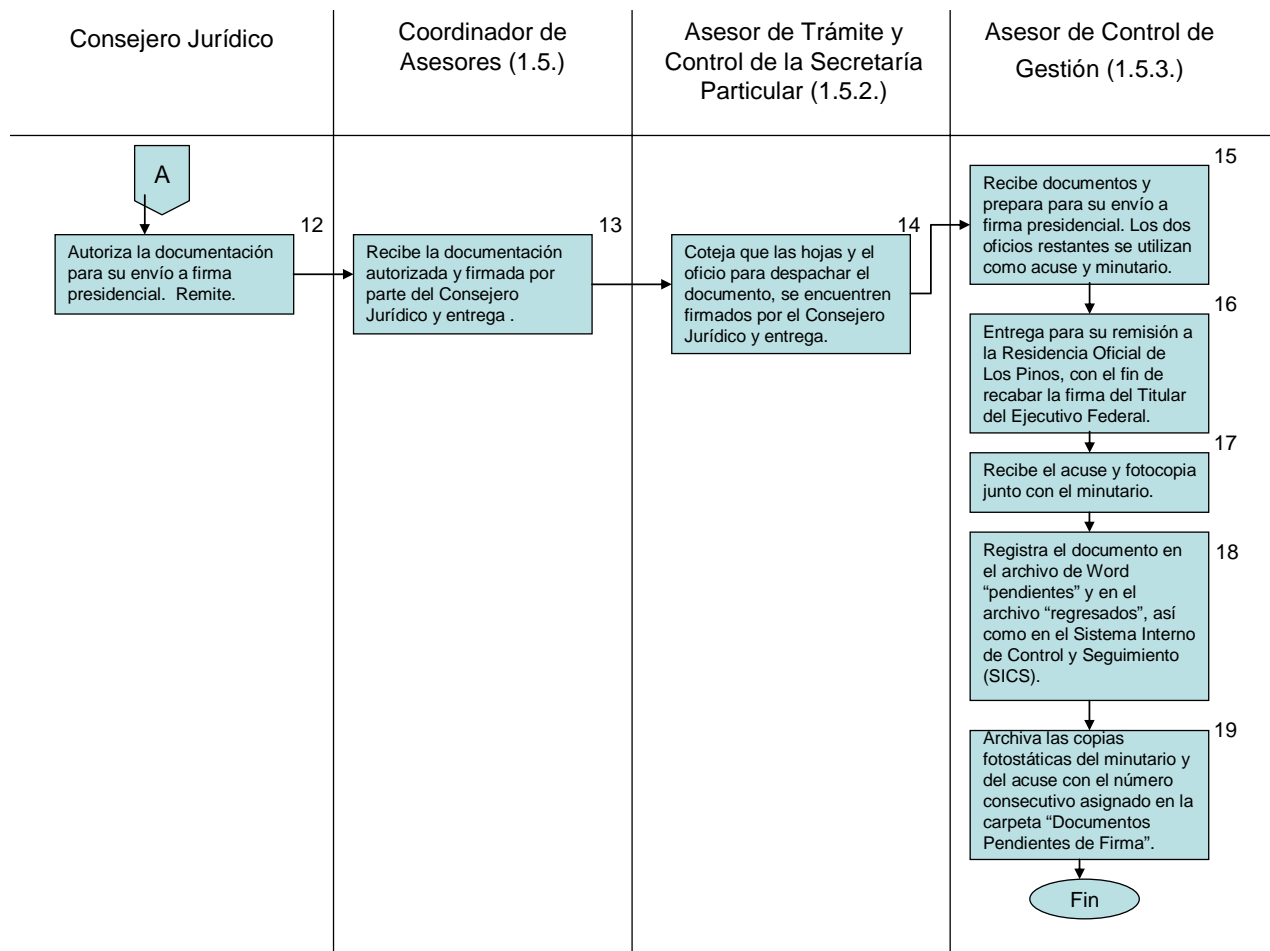 Consejero Jurídico
Coordinador de
Asesores (1.5.)
Asesor de Trámite y
Control de la Secretaría
Particular (1.5.2.)
Asesor de Control de
Gestión (1.5.3.)
A
12
Autoriza la documentación
para su envío a firma
presidencial.  Remite.
13
Recibe la documentación
autorizada y firmada por
parte del Consejero
Jurídico y entrega .
14
Coteja que las hojas y el
oficio para despachar el
documento, se encuentren
firmados por el Consejero
Jurídico y entrega.
15
Recibe documentos y
prepara para su envío a
firma presidencial. Los dos
oficios restantes se utilizan
como acuse y minutario.
16
Entrega para su remisión a
la Residencia Oficial de
Los Pinos, con el fin de
recabar la firma del Titular
del Ejecutivo Federal.
17
Recibe el acuse y fotocopia
junto con el minutario.
18
Registra el documento en
el archivo de Word
“pendientes” y en el
archivo “regresados”, así
como en el Sistema Interno
de Control y Seguimiento
(SICS).
19
Archiva las copias
fotostáticas del minutario y
del acuse con el número
consecutivo asignado en la
carpeta “Documentos
Pendientes de Firma”.
Fin